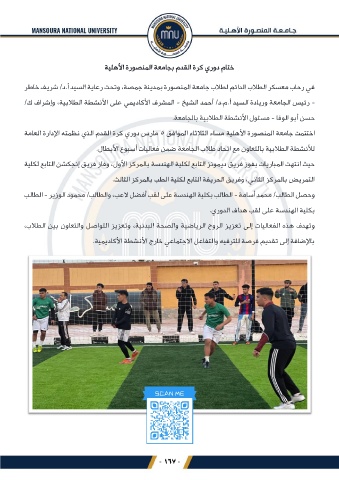 MANSOURA NATIONAL UNIVERSITY
جـامـعـة المنصـورة الأهـلـيـة
MNU
ختام دوري كرة القدم بجامعة المنصورة الأهلية
في رحاب معسكر الطلاب الدائم لطلاب جامعة المنصورة بمدينة جمصة، وتحت رعاية السيد أ.د/ شريف خاطر
- رئيس الجامعة وريادة السيد أ.م.د/ أحمد الشيخ - المشرف الأكاديمي على الأنشطة الطلابية، وإشراف ك/
حسن أبو الوفا - مسئول الأنشطة الطلابية بالجامعة.
اختتمت جامعة المنصورة الأهلية مساء الثلاثاء الموافق ٥ مارس دوري كرة القدم الذي نظمته الإدارة العامة
للأنشطة الطلابية بالتعاون مع اتحاد طلاب الجامعة ضمن فعاليات أسبوع الأبطال.
حيث انتهت المباريات بفوز فريق ديموند التابع لكلية الهندسة بالمركز الأول، وفاز فريق إنجكشن التابع لكلية
التمريض بالمركز الثاني، وفريق الحريفة التابع لكلية الطب بالمركز الثالث.
وحصل الطالب/ محمد أسامة - الطالب بكلية الهندسة على لقب أفضل لاعب، والطالب/ محمود الوزير - الطالب
بكلية الهندسة على لقب هداف الدوري.
وتهدف هذه الفعاليات إلى تعزيز الروح الرياضية والصحة البدنية، وتعزيز التواصل والتعاون بين الطلاب،
بالإضافة إلى تقديم فرصة للترفيه والتفاعل الاجتماعي خارج الأنشطة الأكاديمية.
SCAN ME
- ١٦٧ -